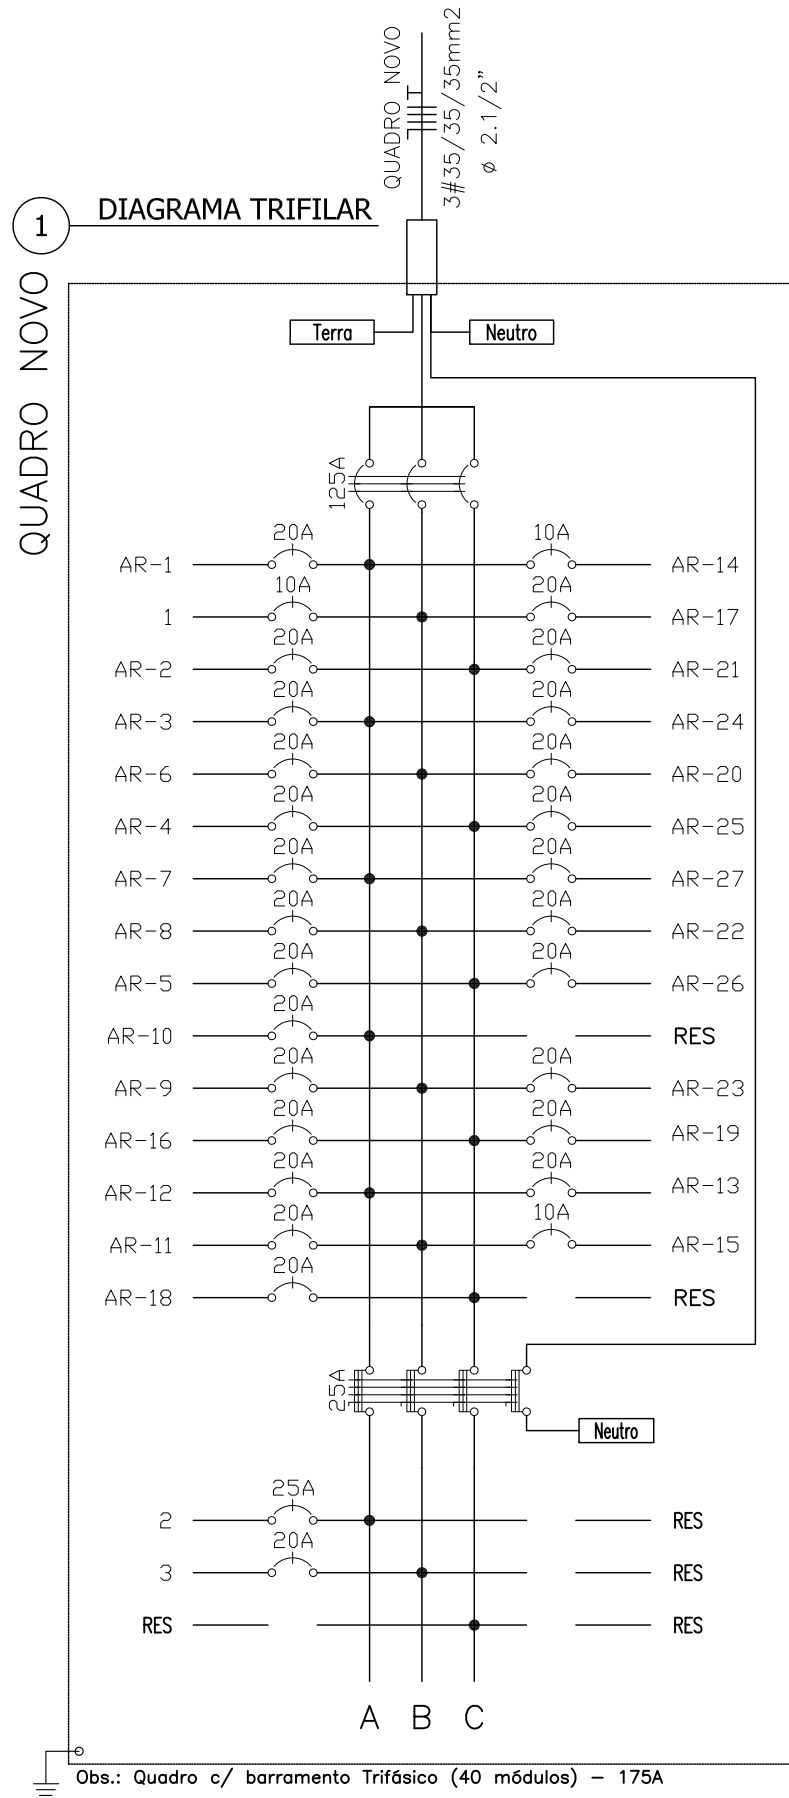 QUADRO NOVO
3#35/35/35mm2
ø 2.1/2"
1
DIAGRAMA TRIFILAR
QUADRO NOVO
Terra
Neutro
125A
20A
10A
AR-1
AR-14
10A
20A
1
AR-17
20A
20A
AR-2
AR-21
20A
20A
AR-3
AR-24
20A
20A
AR-6
AR-20
20A
20A
AR-4
AR-25
20A
20A
AR-7
AR-27
20A
20A
AR-8
AR-22
20A
20A
AR-5
AR-26
20A
AR-10
RES
20A
20A
AR-9
AR-23
20A
20A
AR-16
AR-19
20A
20A
AR-12
AR-13
20A
10A
AR-11
AR-15
20A
AR-18
RES
25A
Neutro
25A
2
RES
20A
3
RES
RES
RES
A B C
Obs.: Quadro c/ barramento Trifásico (40 módulos) - 175A